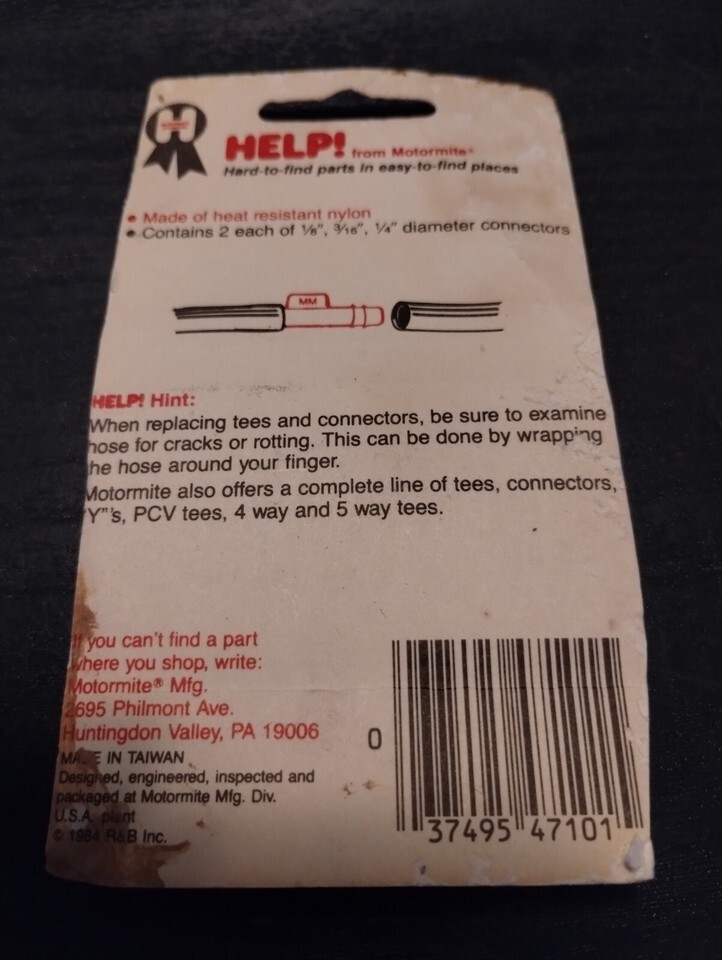 H
HELP! from Motormite®
Hard-to-find parts in easy-to-find places
• Made of heat resistant nylon
• Contains 2 each of 1/8", 3/16", 1/4" diameter connectors
MM
HELP! Hint:
When replacing tees and connectors, be sure to examine
hose for cracks or rotting. This can be done by wrapping
the hose around your finger.
Motormite also offers a complete line of tees, connectors,
"Y"'s, PCV tees, 4 way and 5 way tees.
If you can't find a part
where you shop, write:
Motormite® Mfg.
2695 Philmont Ave.
Huntingdon Valley, PA 19006
MADE IN TAIWAN
Designed, engineered, inspected and
packaged at Motormite Mfg. Div.
U.S.A. plant
© 1984 R&B Inc.
0 37495 47101